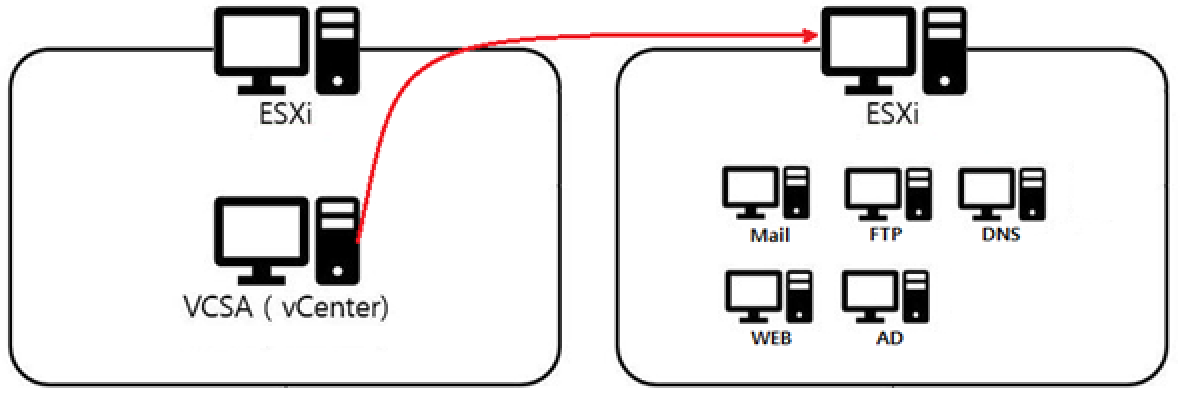 ESXi
ESXi
VCSA ( vCenter)
Mail
FTP
DNS
WEB
AD